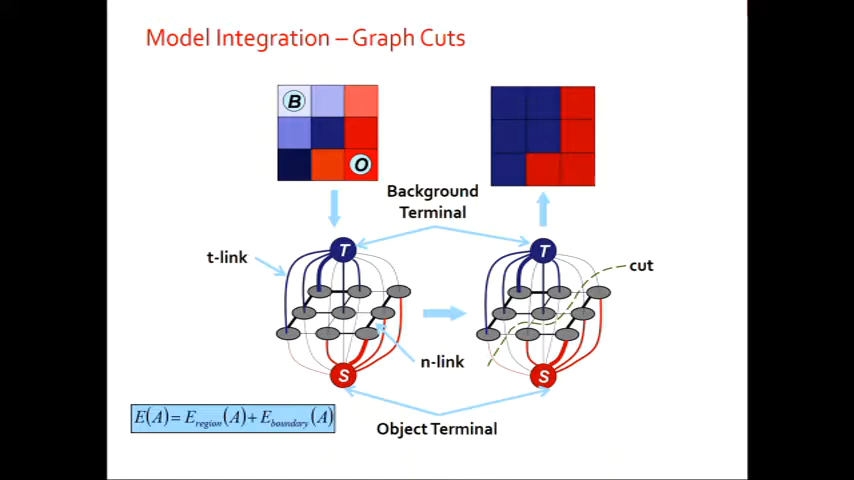 Model Integration – Graph Cuts
B
O
Background
Terminal
T
T
t-link
cut
n-link
S
S
E(A) = E_region(A) + E_boundary(A)
Object Terminal